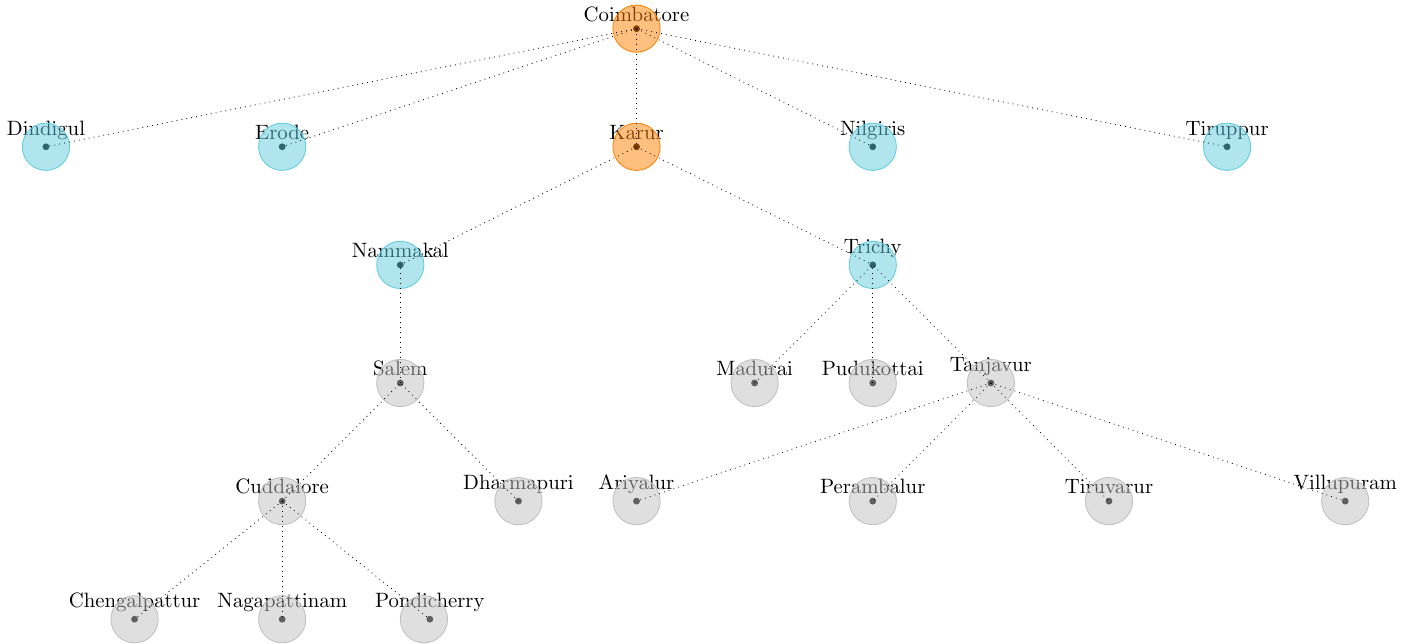 Coimbatore
Dindigul
Erode
Karur
Nilgiris
Tiruppur
Nammakal
Trichy
Salem
Madurai
Pudukottai
Tanjavur
Cuddalore
Dharmapuri
Ariyalur
Perambalur
Tiruvarur
Villupuram
Chengalpattur
Nagapattinam
Pondicherry